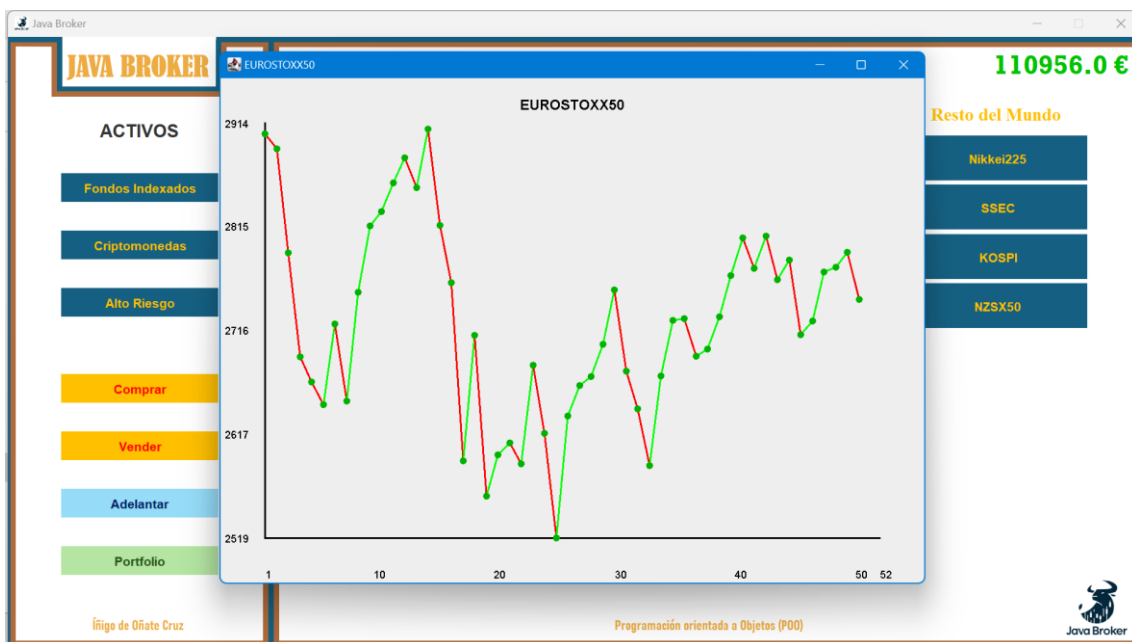 Java Broker
JAVA BROKER
ACTIVOS
Fondos Indexados
Criptomonedas
Alto Riesgo
Comprar
Vender
Adelantar
Portfolio
Íñigo de Oñate Cruz
EUROSTOXX50
EUROSTOXX50
2914
2815
2716
2617
2519
1 10 20 30 40 50 52
110956.0 €
Resto del Mundo
Nikkei225
SSEC
KOSPI
NZSX50
Programación orientada a Objetos (POO)
Java Broker